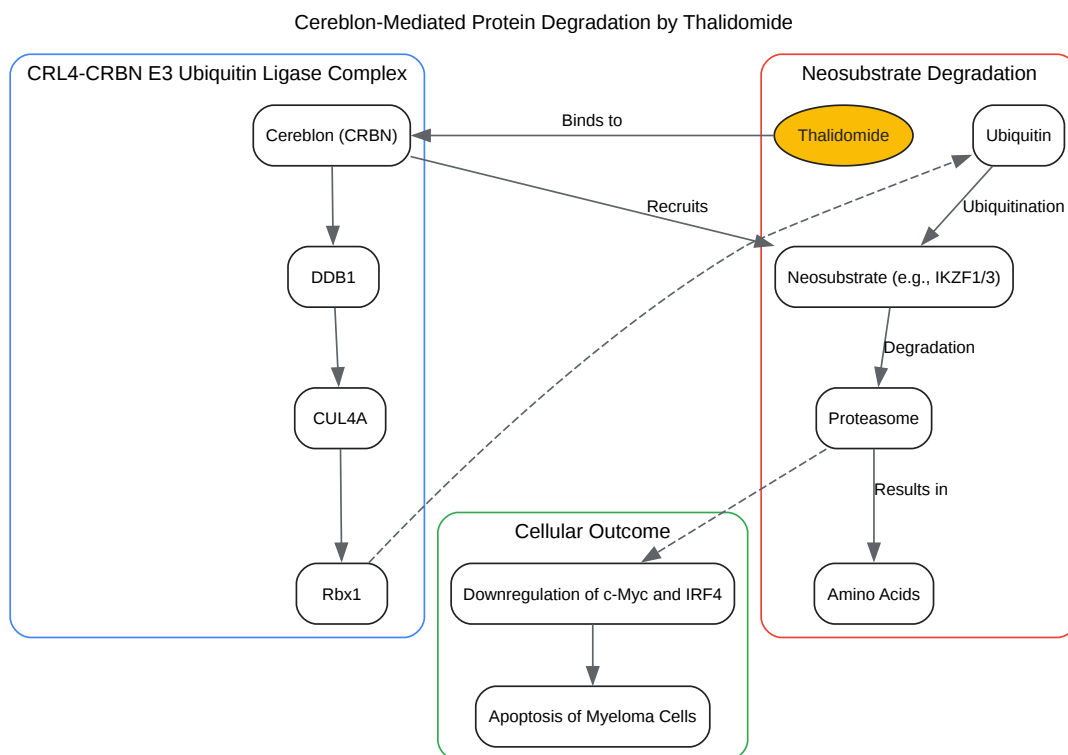 Cereblon-Mediated Protein Degradation by Thalidomide
CRL4-CRBN E3 Ubiquitin Ligase Complex
Neosubstrate Degradation
Cereblon (CRBN)
Binds to
Thalidomide
Ubiquitin
Recruits
Ubiquitination
DDB1
Neosubstrate (e.g., IKZF1/3)
Degradation
CUL4A
Proteasome
Results in
Cellular Outcome
Rbx1
Downregulation of c-Myc and IRF4
Amino Acids
Apoptosis of Myeloma Cells